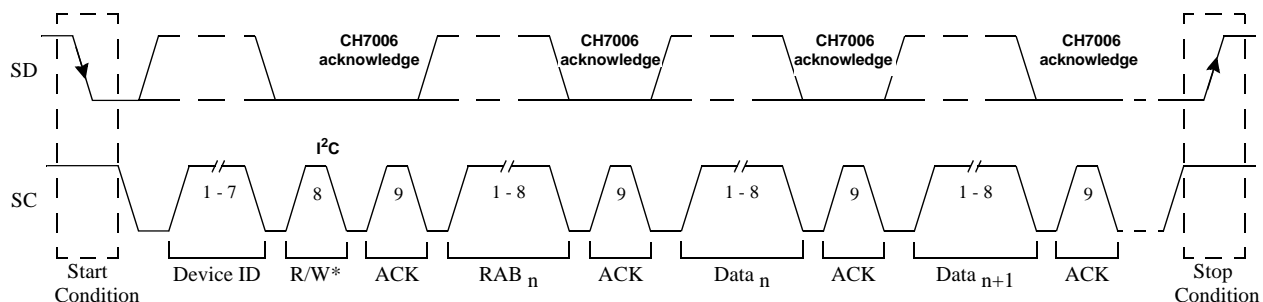 CH7006 acknowledge
CH7006 acknowledge
CH7006 acknowledge
CH7006 acknowledge
SD
I²C
SC
1 - 7
8
9
1 - 8
9
1 - 8
9
1 - 8
9
Start Condition
Device ID
R/W*
ACK
RAB n
ACK
Data n
ACK
Data n+1
ACK
Stop Condition